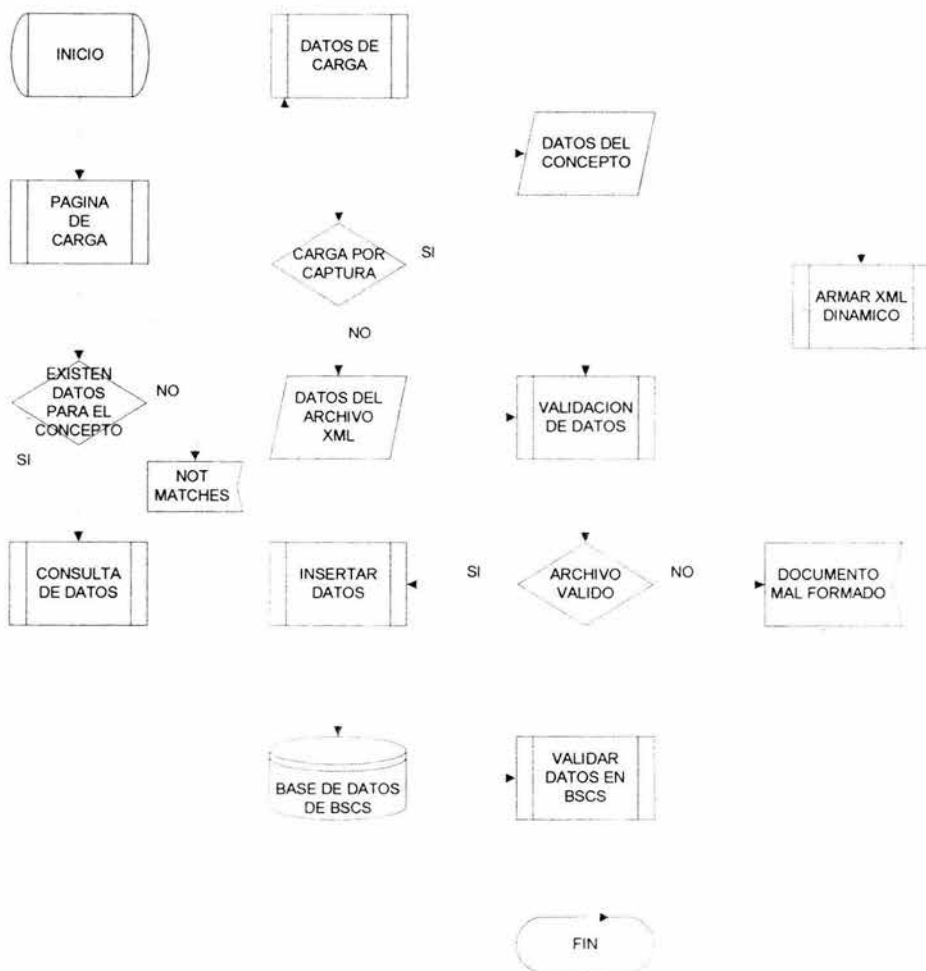 INICIO
DATOS DE
CARGA
DATOS DEL
CONCEPTO
PAGINA
DE
CARGA
CARGA POR
CAPTURA
SI
NO
ARMAR XML
DINAMICO
EXISTEN
DATOS
PARA EL
CONCEPTO
NO
SI
DATOS DEL
ARCHIVO
XML
VALIDACION
DE DATOS
NOT
MATCHES
CONSULTA
DE DATOS
INSERTAR
DATOS
SI
ARCHIVO
VALIDO
NO
DOCUMENTO
MAL FORMADO
BASE DE DATOS
DE BSCS
VALIDAR
DATOS EN
BSCS
FIN